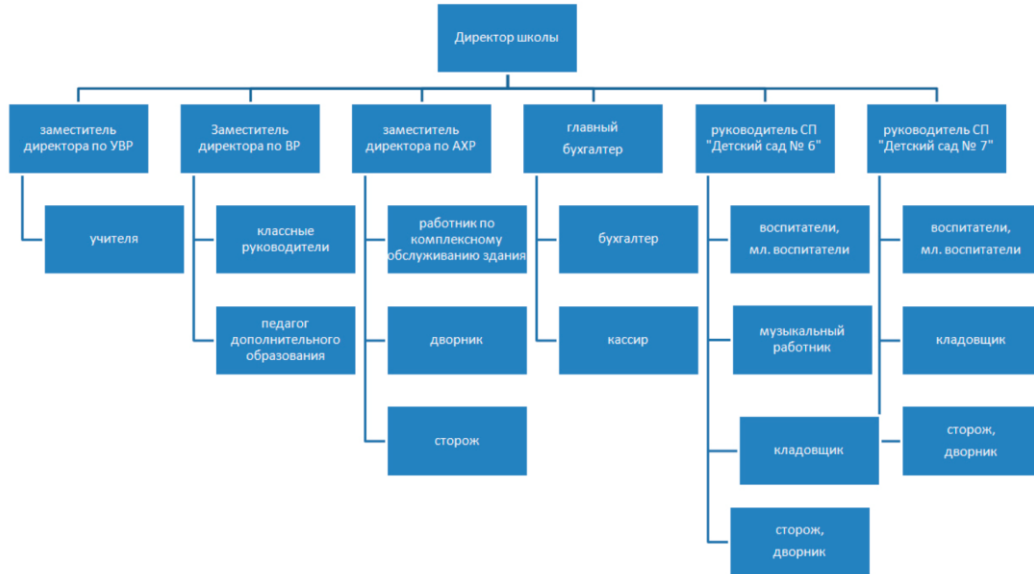 Директор школы
заместитель
директора по УВР
Заместитель
директора по ВР
заместитель
директора по АХР
главный
бухгалтер
руководитель СП
"Детский сад № 6"
руководитель СП
"Детский сад № 7"
учителя
классные
руководители
работник по
комплексному
обслуживанию здания
бухгалтер
воспитатели,
мл. воспитатели
воспитатели,
мл. воспитатели
педагог
дополнительного
образования
дворник
кассир
музыкальный
работник
кладовщик
сторож
кладовщик
сторож,
дворник
сторож,
дворник